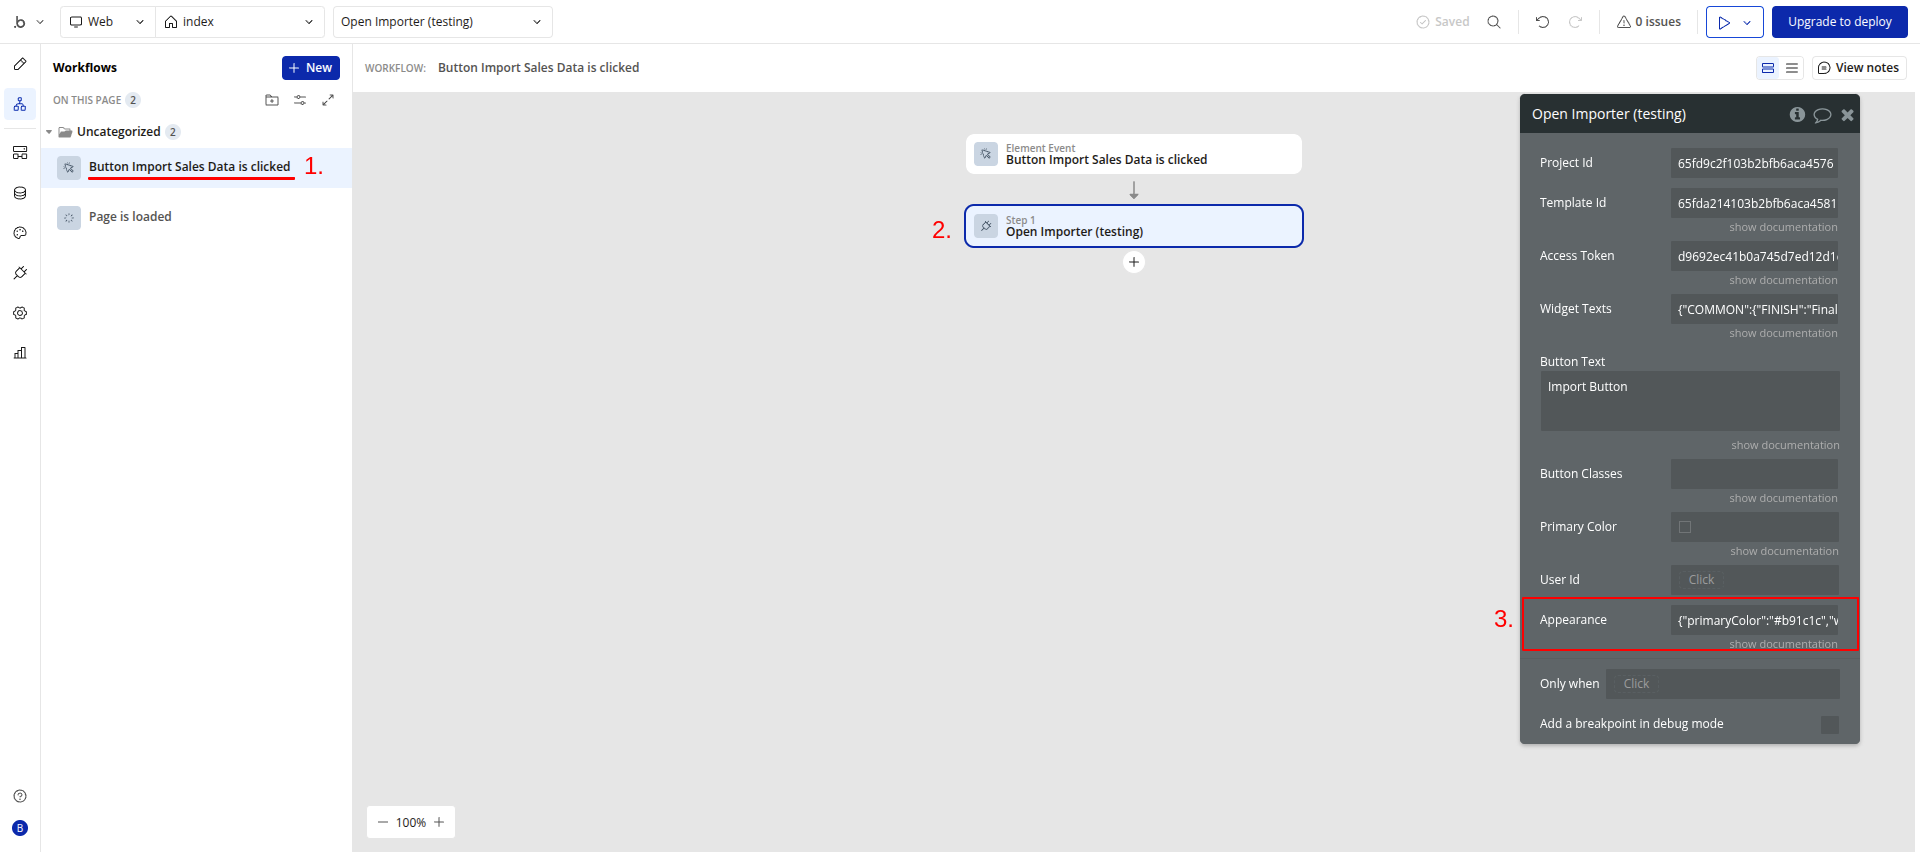 .b
Web
index
Open Importer (testing)
Saved
0 issues
Upgrade to deploy
Workflows
New
WORKFLOW: Button Import Sales Data is clicked
View notes
ON THIS PAGE 2
Uncategorized 2
Button Import Sales Data is clicked 1.
Page is loaded
Element Event
Button Import Sales Data is clicked
2.
Step 1
Open Importer (testing)
100%
B
Open Importer (testing)
Project Id 65fd9c2f103b2bfb6aca4576
Template Id 65fda214103b2bfb6aca4581
show documentation
Access Token d9692ec41b0a745d7ed12d1
show documentation
Widget Texts {"COMMON":{"FINISH":"Final
show documentation
Button Text
Import Button
show documentation
Button Classes
show documentation
Primary Color
show documentation
User Id Click
3.
Appearance {"primaryColor":"#b91c1c","w
show documentation
Only when Click
Add a breakpoint in debug mode